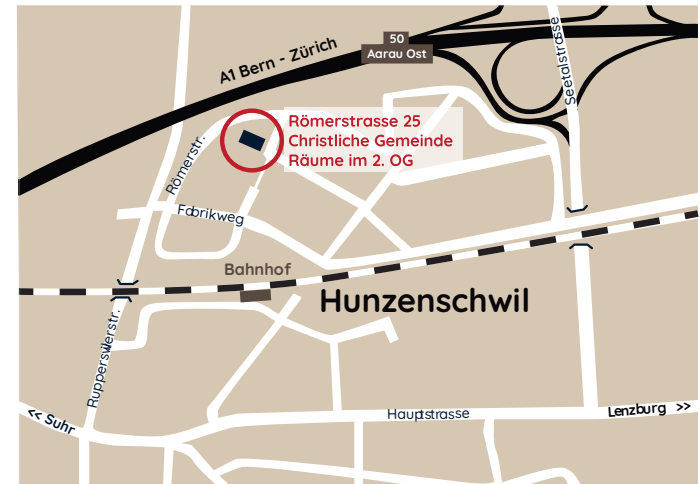 50
Aarau Ost
A1 Bern - Zürich
Seetalstrasse
Römerstrasse 25
Christliche Gemeinde
Räume im 2. OG
Römerstr.
Fabrikweg
Bahnhof
Hunzenschwil
Rupperswilerstr.
<< Suhr
Hauptstrasse
Lenzburg >>